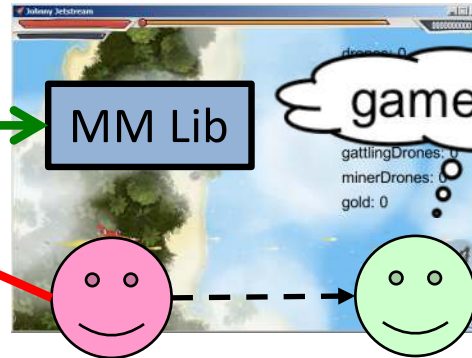 Johnny Jetstream
drones: 0
MM Lib
game
gattlingDrones: 0
minerDrones: 0
gold: 0